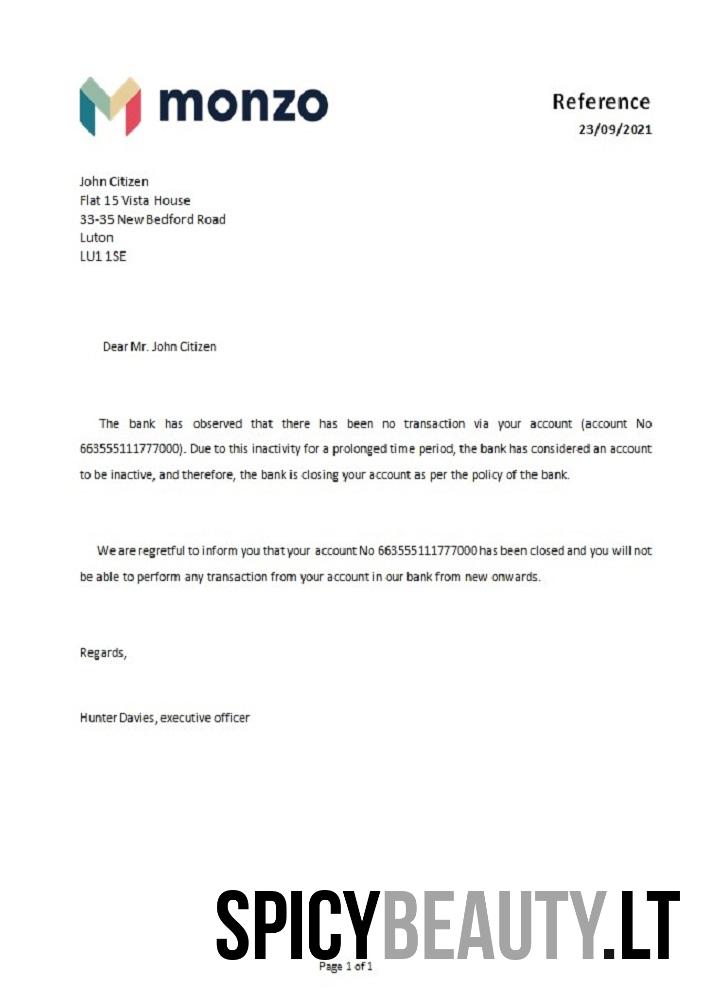 monzo
Reference
23/09/2021
John Citizen
Flat 15 Vista House
33-35 New Bedford Road
Luton
LU1 1SE
Dear Mr. John Citizen
The bank has observed that there has been no transaction via your account (account No
663555111777000). Due to this inactivity for a prolonged time period, the bank has considered an account
to be inactive, and therefore, the bank is closing your account as per the policy of the bank.
We are regretful to inform you that your account No 663555111777000 has been closed and you will not
be able to perform any transaction from your account in our bank from new onwards.
Regards,
Hunter Davies, executive officer
SPICYBEAUTY.LT
Page 1 of 1